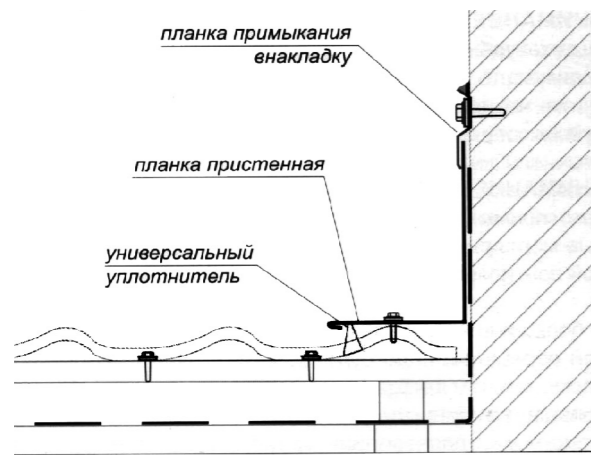 планка примыкания
внакладку
планка пристенная
универсальный
уплотнитель